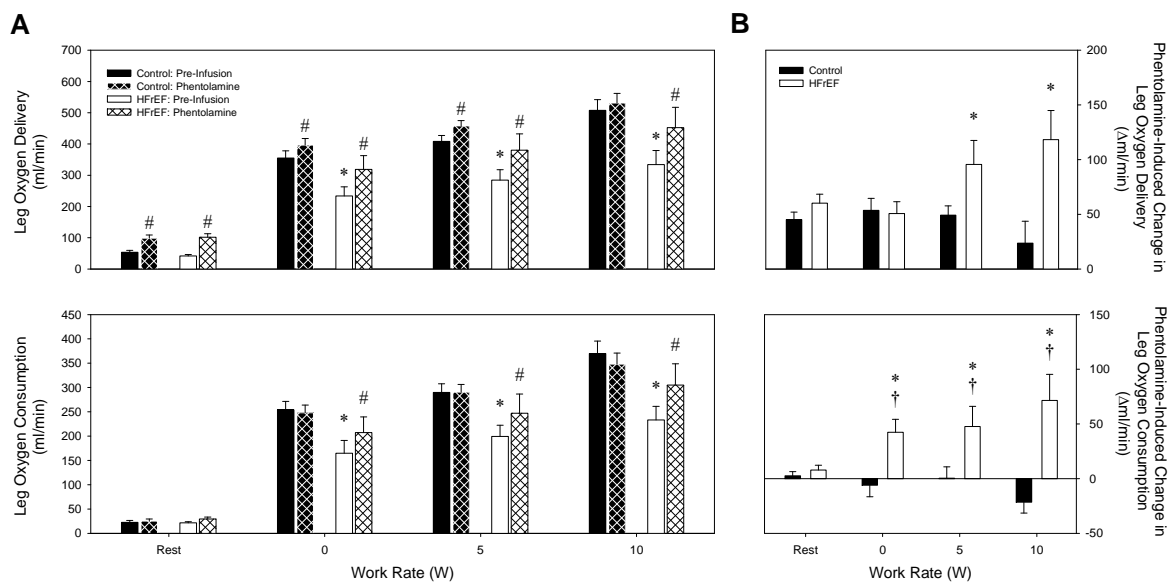 A
Leg Oxygen Delivery
(ml/min)
700
600
500
400
300
200
100
0
Control: Pre-Infusion
Control: Phentolamine
HFrEF: Pre-Infusion
HFrEF: Phentolamine
# # # * # # * # * #
Leg Oxygen Consumption
(ml/min)
450
400
350
300
250
200
150
100
50
0
* # * # * #
Rest 0 5 10
Work Rate (W)
B
Control
HFrEF
* *
200
150
100
50
0
Phentolamine-Induced Change in
Leg Oxygen Delivery
(Δml/min)
* * *
† † †
150
100
50
0
-50
Phentolamine-Induced Change in
Leg Oxygen Consumption
(Δml/min)
Rest 0 5 10
Work Rate (W)